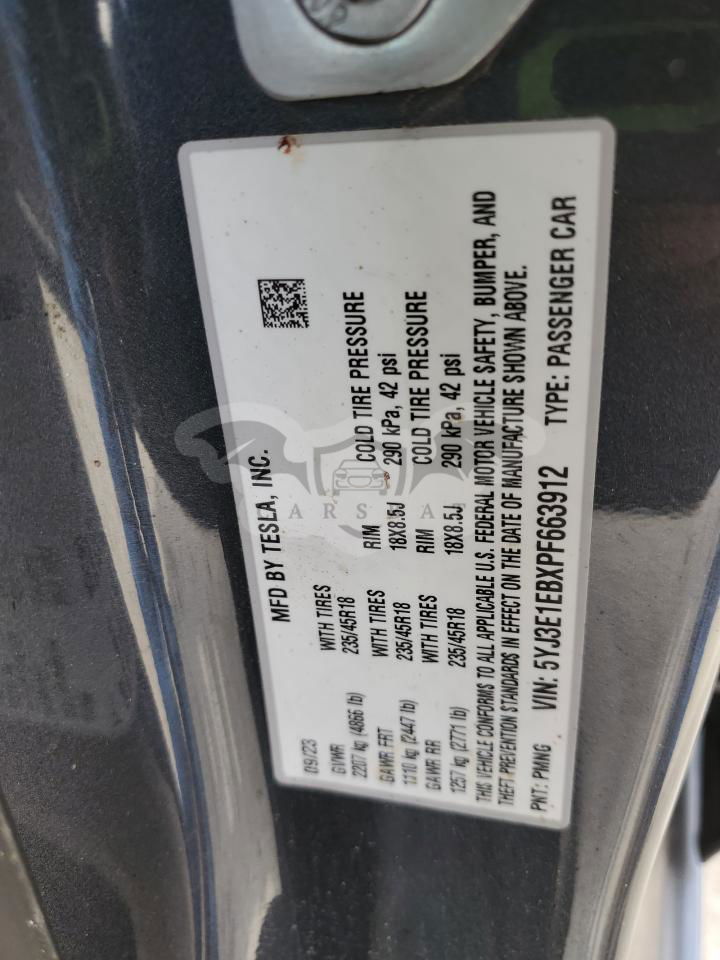 MFD BY TESLA, INC.
09/23
GVWR WITH TIRES RIM COLD TIRE PRESSURE
2207 kg (4866 lb) 235/45R18 18X8.5J 290 kPa, 42 psi
GAWR FRT WITH TIRES RIM COLD TIRE PRESSURE
1110 kg (2447 lb) 235/45R18
GAWR RR WITH TIRES
1257 kg (2771 lb) 235/45R18 18X8.5J 290 kPa, 42 psi
THIS VEHICLE CONFORMS TO ALL APPLICABLE U.S. FEDERAL MOTOR VEHICLE SAFETY, BUMPER, AND
THEFT PREVENTION STANDARDS IN EFFECT ON THE DATE OF MANUFACTURE SHOWN ABOVE.
PNT: PMNG VIN: 5YJ3E1EBXPF663912 TYPE: PASSENGER CAR